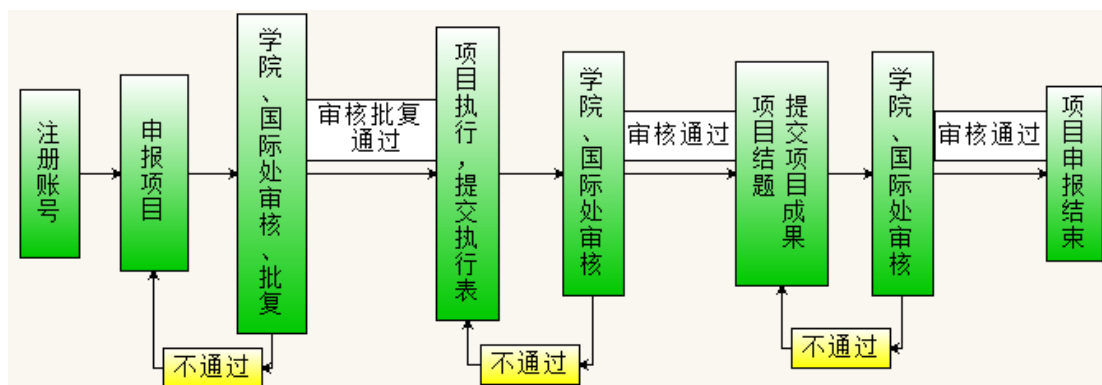 注册账号
申报项目
学院、国际处审核、批复
审核批复
通过
项目执行，提交执行表
学院、国际处审核
审核通过
项目结题
提交项目成果
学院、国际处审核
审核通过
项目申报结束
不通过
不通过
不通过